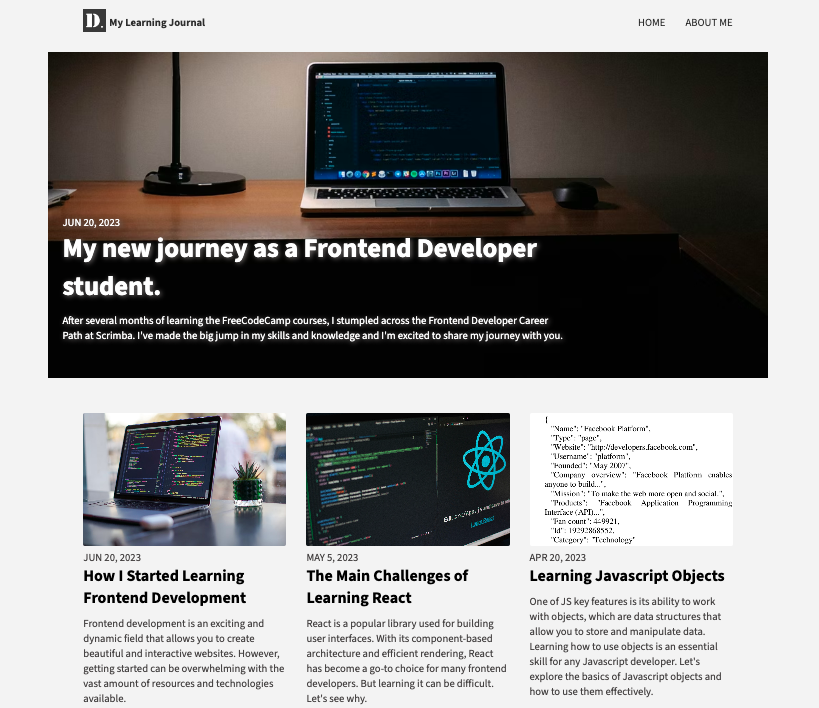 D.
My Learning Journal
HOME
ABOUT ME
JUN 20, 2023
My new journey as a Frontend Developer
student.
After several months of learning the FreeCodeCamp courses, I stumpled across the Frontend Developer Career
Path at Scrimba. I've made the big jump in my skills and knowledge and I'm excited to share my journey with you.
JUN 20, 2023
How I Started Learning
Frontend Development
Frontend development is an exciting and
dynamic field that allows you to create
beautiful and interactive websites. However,
getting started can be overwhelming with the
vast amount of resources and technologies
available.
MAY 5, 2023
The Main Challenges of
Learning React
React is a popular library used for building
user interfaces. With its component-based
architecture and efficient rendering, React
has become a go-to choice for many frontend
developers. But learning it can be difficult.
Let's see why.
{
"Name": "Facebook Platform",
"Type": "page",
"Website": "http://developers.facebook.com",
"Username": "platform",
"Founded": "May 2007",
"Company overview": "Facebook Platform enables
anyone to build...",
"Mission": "To make the web more open and social.",
"Products": "Facebook Application Programming
Interface (API)...",
"Fan count": 449921,
"Id": 19292868552,
"Category": "Technology"
APR 20, 2023
Learning Javascript Objects
One of JS key features is its ability to work
with objects, which are data structures that
allow you to store and manipulate data.
Learning how to use objects is an essential
skill for any Javascript developer. Let's
explore the basics of Javascript objects and
how to use them effectively.